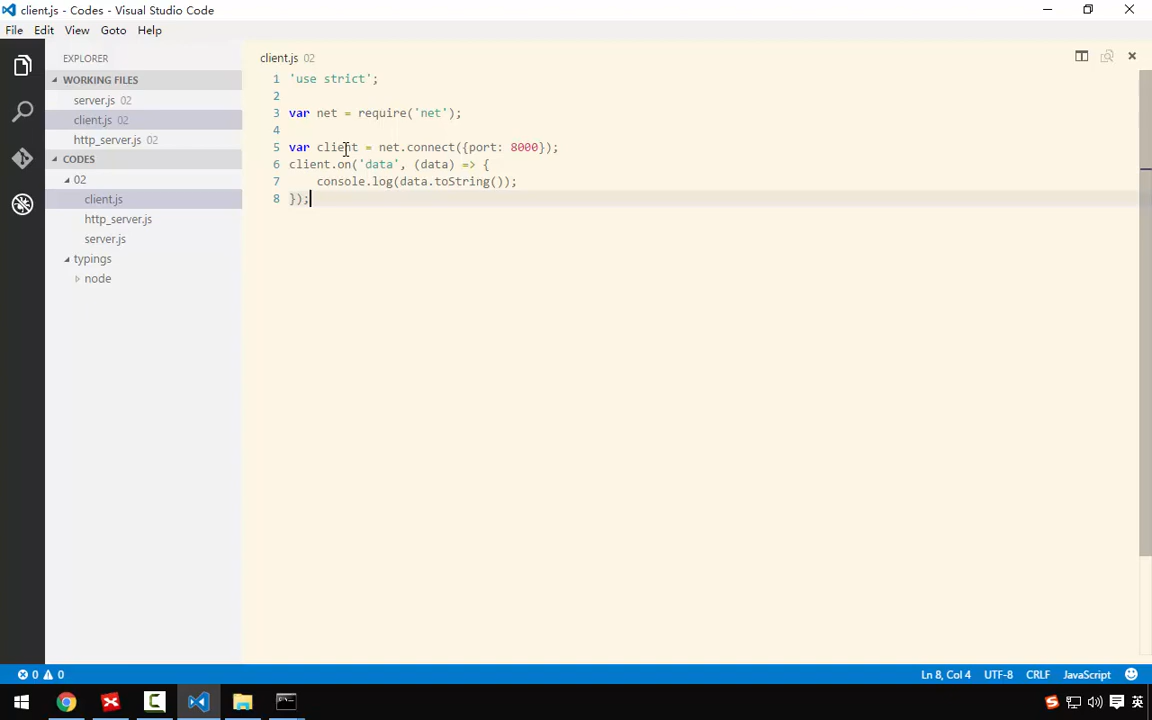 client.js - Codes - Visual Studio Code
File Edit View Goto Help
EXPLORER
WORKING FILES
server.js 02
client.js 02
http_server.js 02
CODES
02
client.js
http_server.js
server.js
typings
node
client.js 02
1 'use strict';
2
3 var net = require('net');
4
5 var client = net.connect({port: 8000});
6 client.on('data', (data) => {
7 console.log(data.toString());
8 });
0 0
Ln 8, Col 4 UTF-8 CRLF JavaScript
英